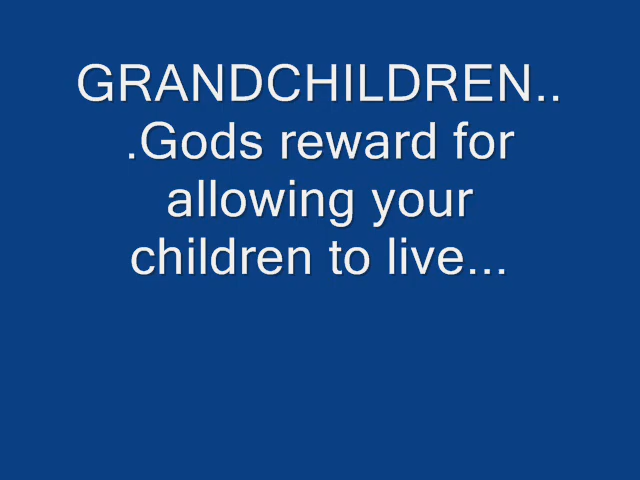 GRANDCHILDREN..
.Gods reward for
allowing your
children to live...